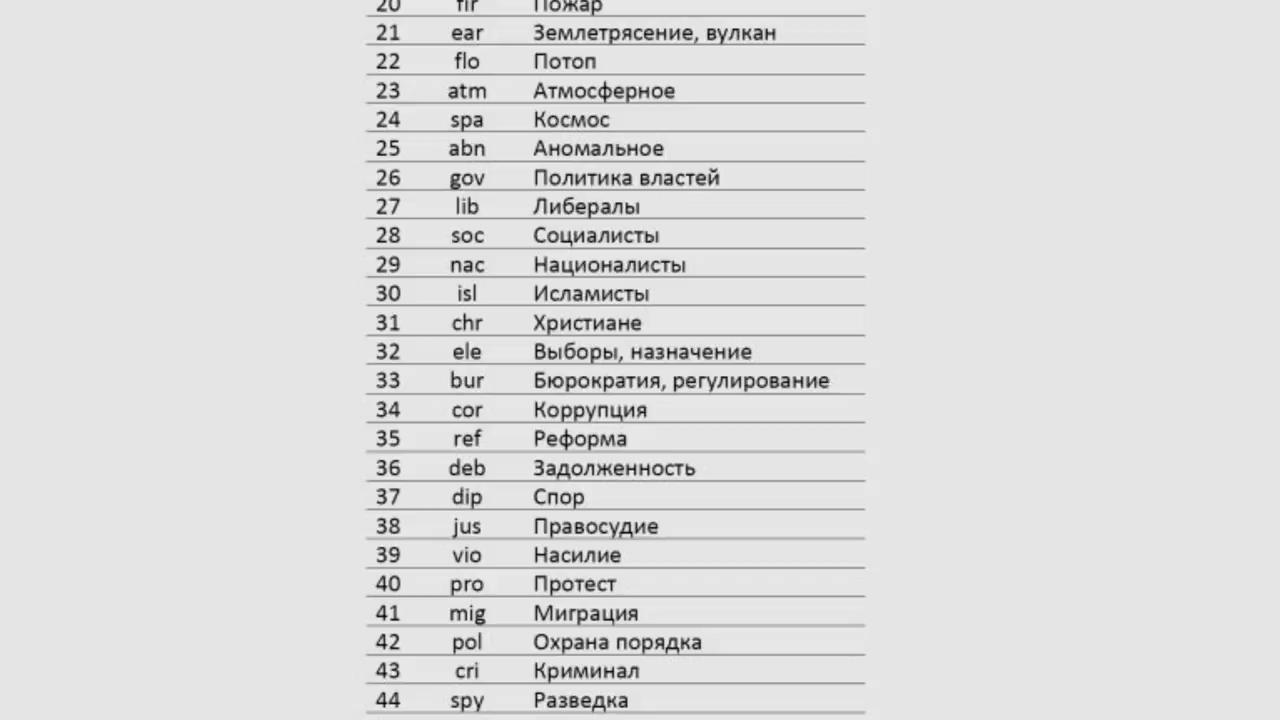 20 fir Пожар
21 ear Землетрясение, вулкан
22 flo Потоп
23 atm Атмосферное
24 spa Космос
25 abn Аномальное
26 gov Политика властей
27 lib Либералы
28 soc Социалисты
29 nac Националисты
30 isl Исламисты
31 chr Христиане
32 ele Выборы, назначение
33 bur Бюрократия, регулирование
34 cor Коррупция
35 ref Реформа
36 deb Задолженность
37 dip Спор
38 jus Правосудие
39 vio Насилие
40 pro Протест
41 mig Миграция
42 pol Охрана порядка
43 cri Криминал
44 spy Разведка